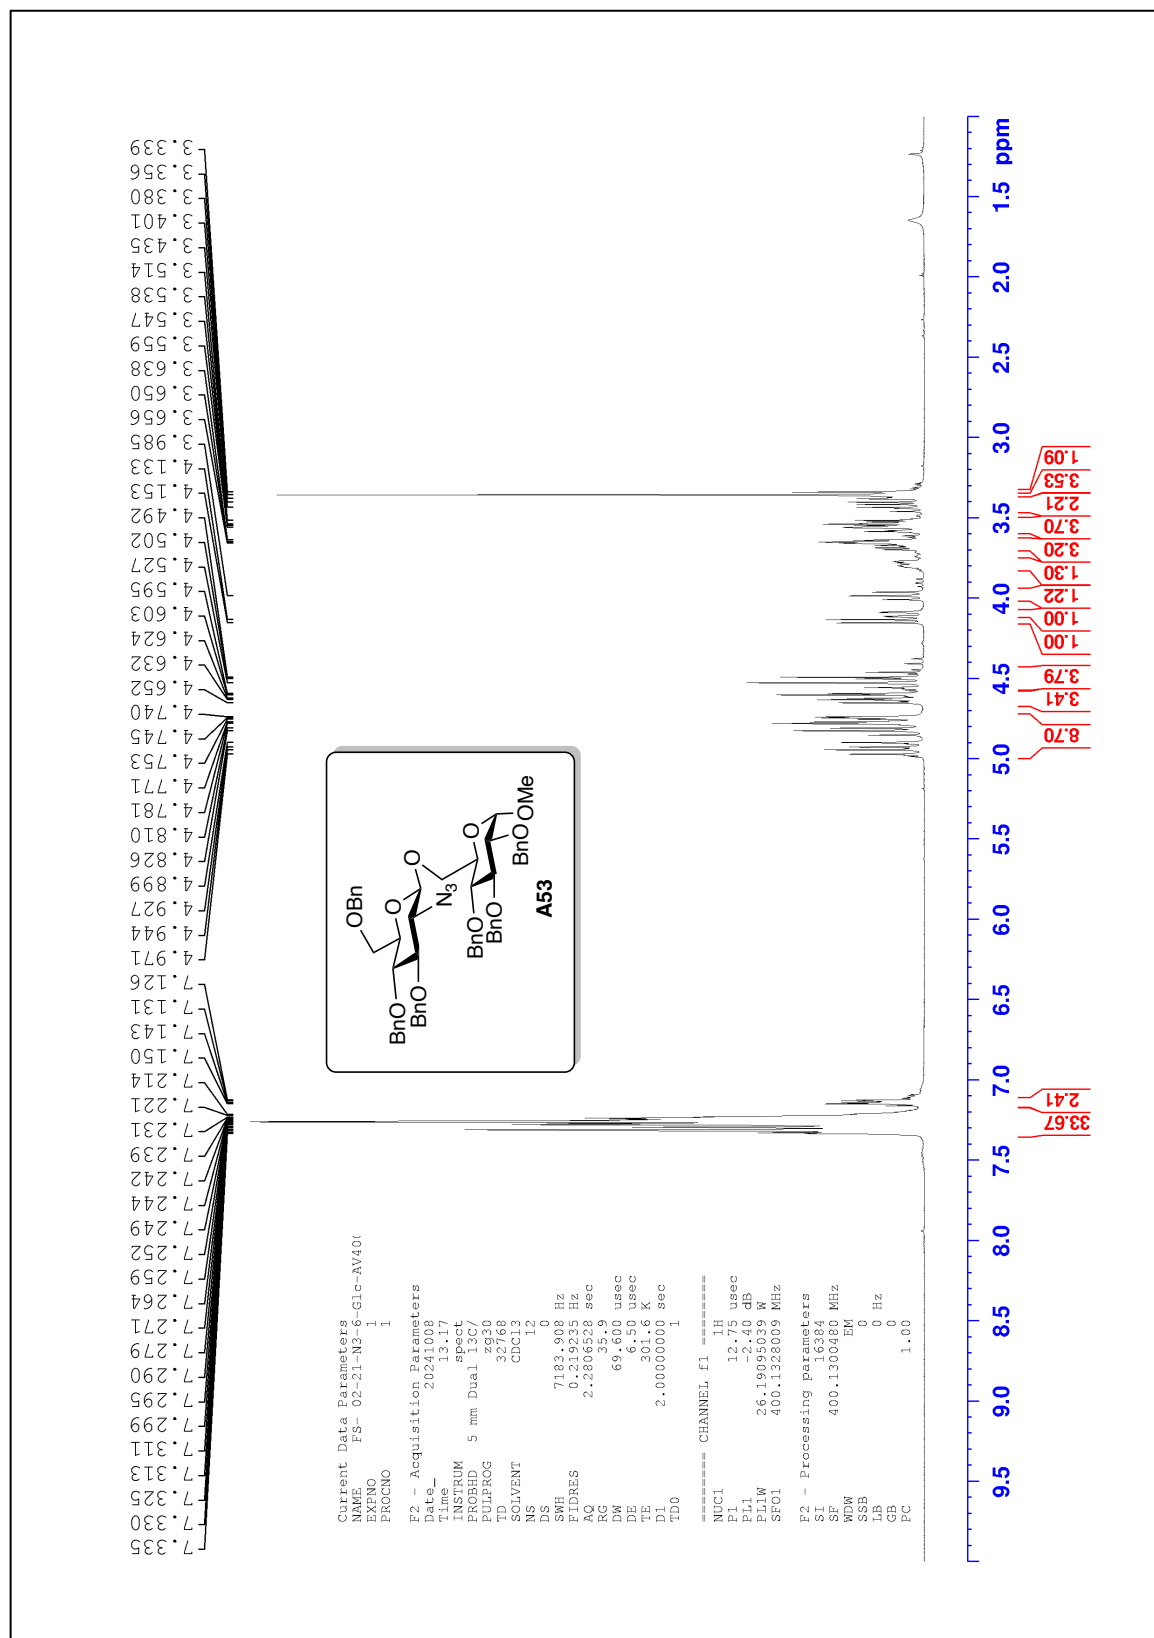 7.335
7.330
7.325
7.313
7.311
7.299
7.295
7.290
7.279
7.271
7.264
7.259
7.252
7.249
7.244
7.242
7.239
7.231
7.221
7.214
7.150
7.143
7.131
7.126
4.971
4.944
4.927
4.899
4.826
4.810
4.781
4.771
4.753
4.745
4.740
4.652
4.632
4.624
4.603
4.595
4.527
4.502
4.492
4.153
4.133
3.985
3.656
3.650
3.638
3.559
3.547
3.538
3.514
3.435
3.401
3.380
3.356
3.339
Current Data Parameters
NAME FS- 02-21-N3-6-Glc-AV40(
EXPNO 1
PROCNO 1
F2 - Acquisition Parameters
Date_ 20241008
Time 13.17
INSTRUM spect
PROBHD 5 mm Dual 13C/
PULPROG zg30
TD 32768
SOLVENT CDCl3
NS 12
DS 0
SWH 7183.908 Hz
FIDRES 0.219235 Hz
AQ 2.2806528 sec
RG 35.9
DW 69.600 usec
DE 6.50 usec
TE 301.6 K
D1 2.00000000 sec
TD0 1
======== CHANNEL f1 ========
NUC1 1H
P1 12.75 usec
PL1 -2.40 dB
PL1W 26.19095039 W
SFO1 400.1328009 MHz
F2 - Processing parameters
SI 16384
SF 400.1300480 MHz
WDW EM
SSB 0
LB 0 Hz
GB 0
PC 1.00
OBn
BnO
BnO
O
N3
O
BnO
BnO
O
BnO
OMe
A53
9.5 9.0 8.5 8.0 7.5 7.0 6.5 6.0 5.5 5.0 4.5 4.0 3.5 3.0 2.5 2.0 1.5 ppm
33.67
2.41
8.70
3.41
3.79
1.00
1.00
1.22
1.30
3.20
3.70
2.21
3.53
1.09